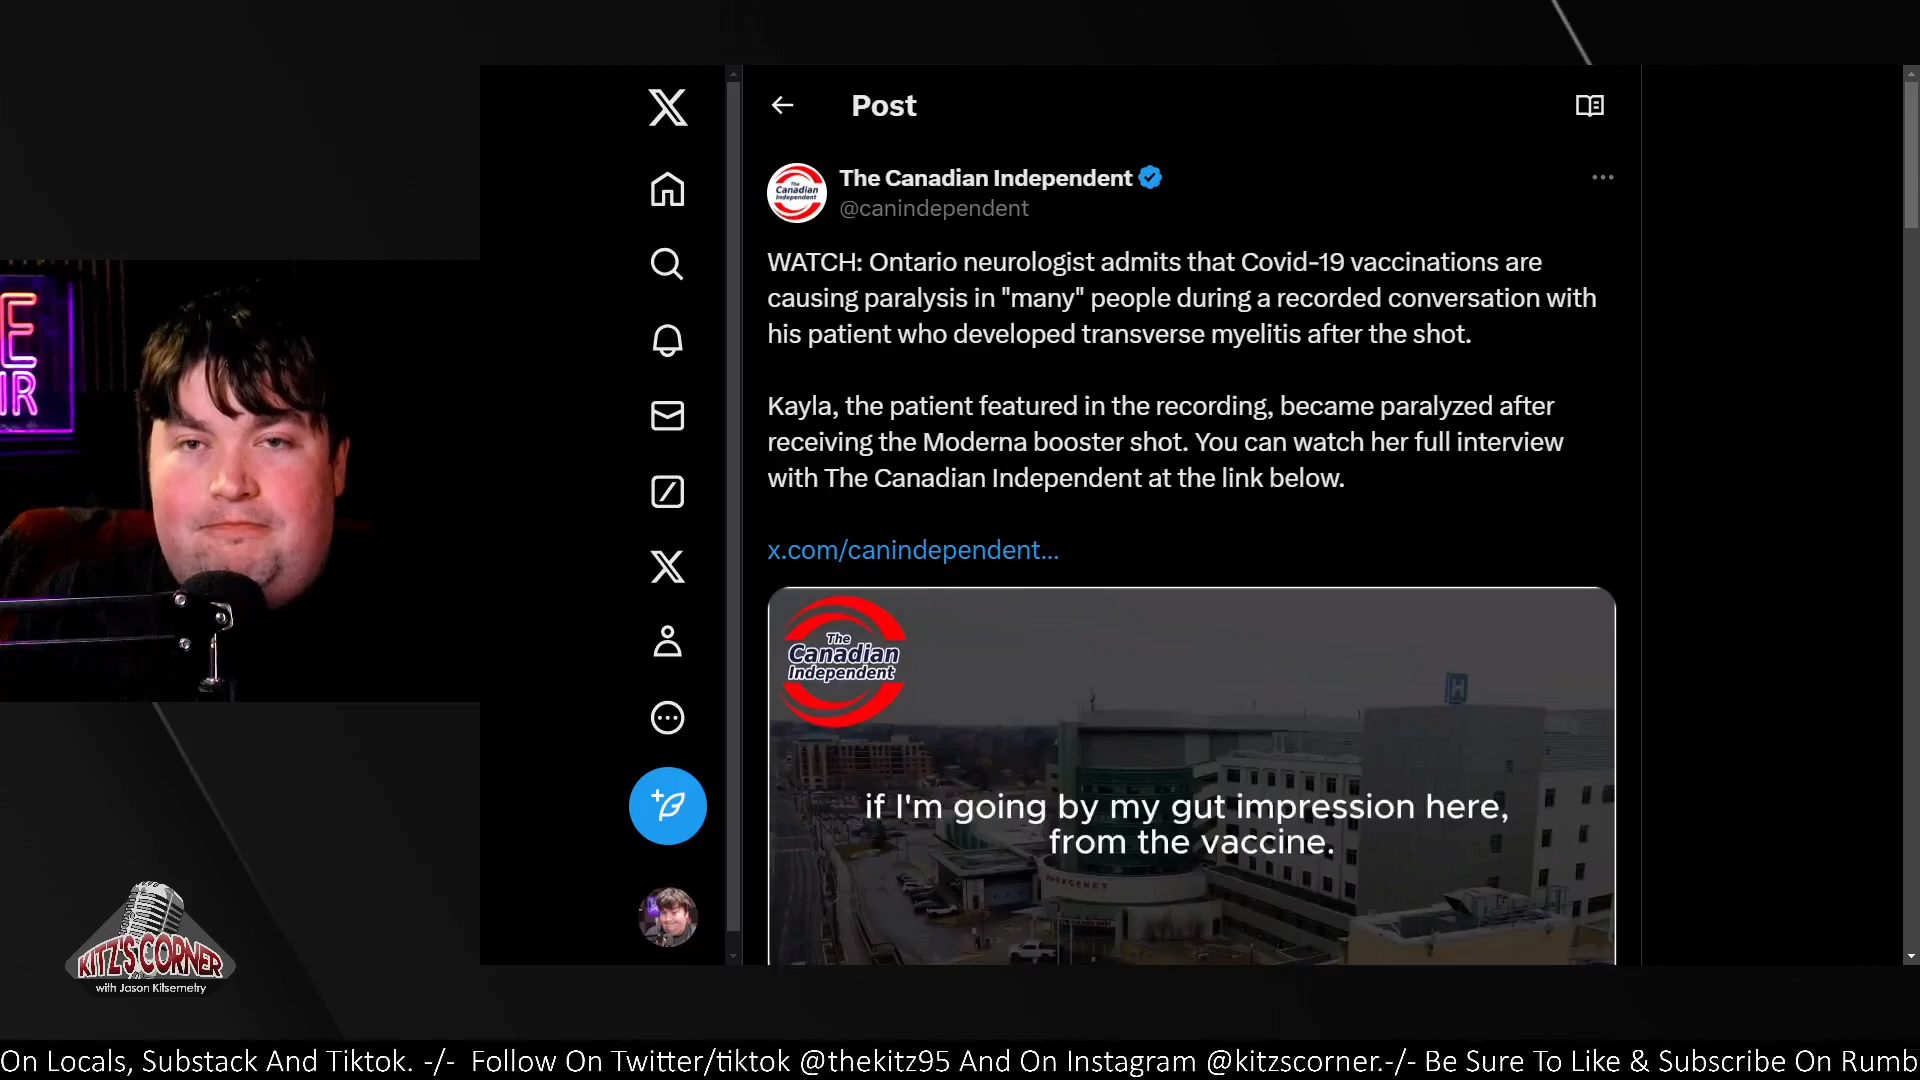 Post
The Canadian Independent
@canindependent
WATCH: Ontario neurologist admits that Covid-19 vaccinations are
causing paralysis in "many" people during a recorded conversation with
his patient who developed transverse myelitis after the shot.
Kayla, the patient featured in the recording, became paralyzed after
receiving the Moderna booster shot. You can watch her full interview
with The Canadian Independent at the link below.
x.com/canindependent...
The
Canadian
Independent
The
Canadian
Independent
H
if I'm going by my gut impression here,
from the vaccine.
EMERGENCY
E
IR
KITZ'S CORNER
with Jason Kitsemetry
On Locals, Substack And Tiktok. -/- Follow On Twitter/tiktok @thekitz95 And On Instagram @kitzscorner.-/- Be Sure To Like & Subscribe On Rumb